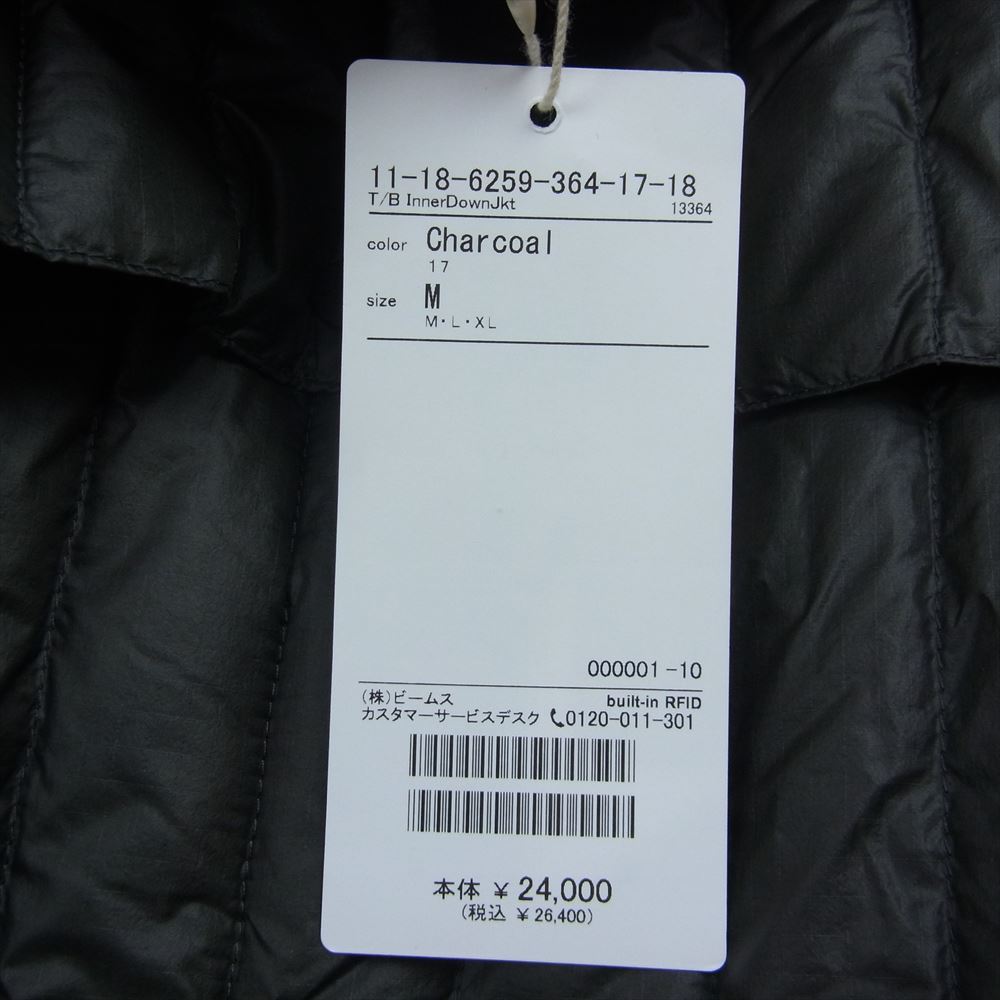 11-18-6259-364-17-18
T/B InnerDownJkt 13364
color Charcoal
17
size M
M・L・XL
000001-10
(株)ビームス built-in RFID
カスタマーサービスデスク 0120-011-301
本体 ¥ 24,000
(税込 ¥ 26,400)